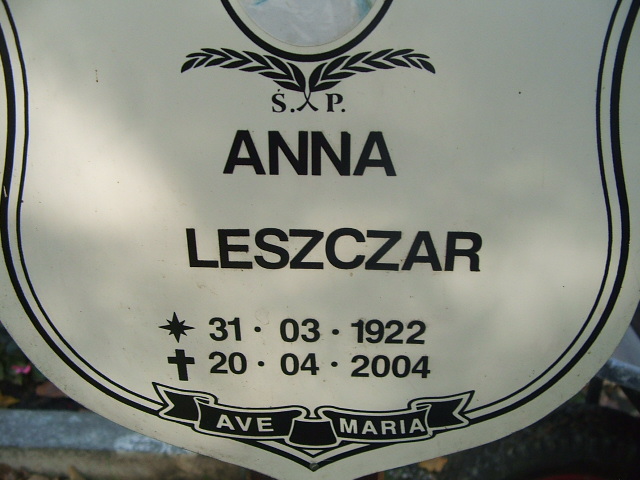 Ś. P.
ANNA
LESZCZAR
31 · 03 · 1922
20 · 04 · 2004
AVE MARIA